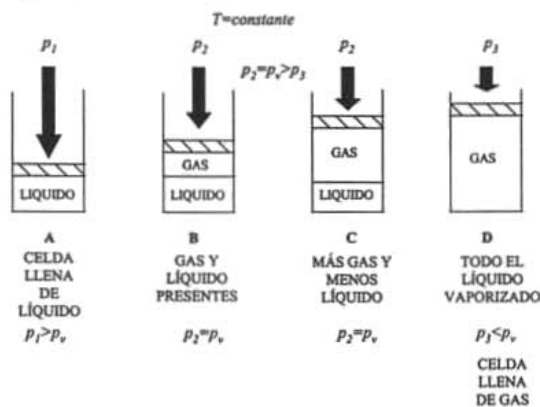 T=constante
p₁
p₂
p₂
p₃
p₂=pᵥ>p₃
LIQUIDO
GAS
LIQUIDO
GAS
LIQUIDO
GAS
A
CELDA
LLENA
DE
LÍQUIDO
p₁>pᵥ
B
GAS Y
LÍQUIDO
PRESENTES
p₂=pᵥ
C
MÁS GAS Y
MENOS
LÍQUIDO
p₂=pᵥ
D
TODO EL
LÍQUIDO
VAPORIZADO
p₃<pᵥ
CELDA
LLENA
DE GAS